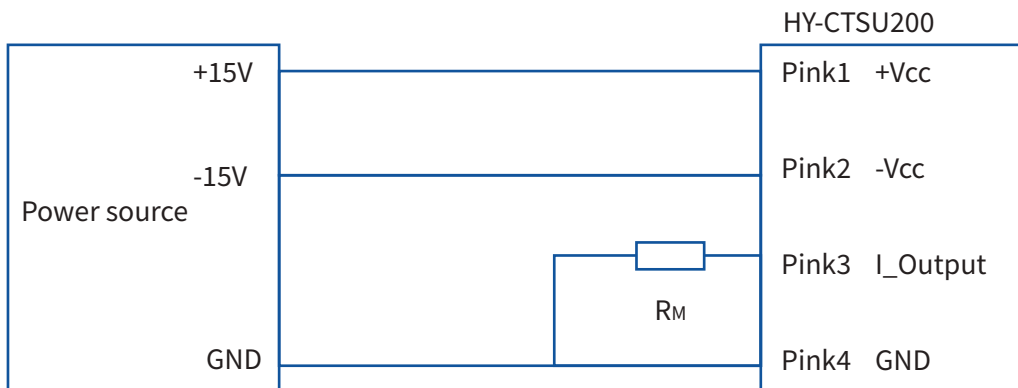 HY-CTSU200
+15V Pink1 +Vcc
-15V Pink2 -Vcc
Power source
Pink3 I_Output
RM
GND Pink4 GND